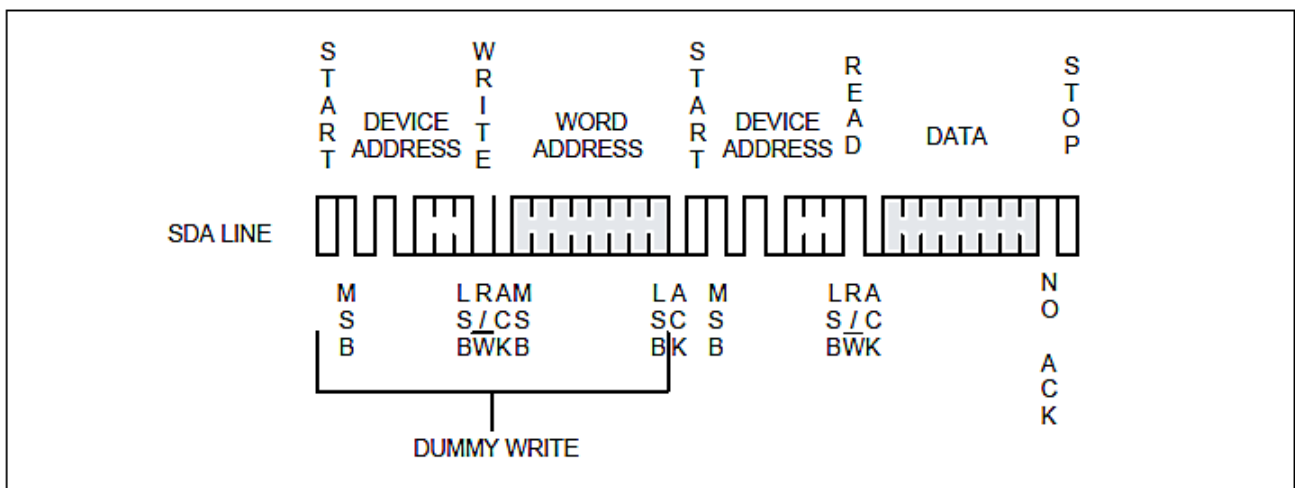 START
WRITE
START
READ
STOP
DEVICE
ADDRESS
WORD
ADDRESS
DEVICE
ADDRESS
DATA
SDA LINE
MSB
LSB
R/W
ACK
MSB
LSB
ACK
MSB
LSB
R/W
ACK
NO ACK
DUMMY WRITE